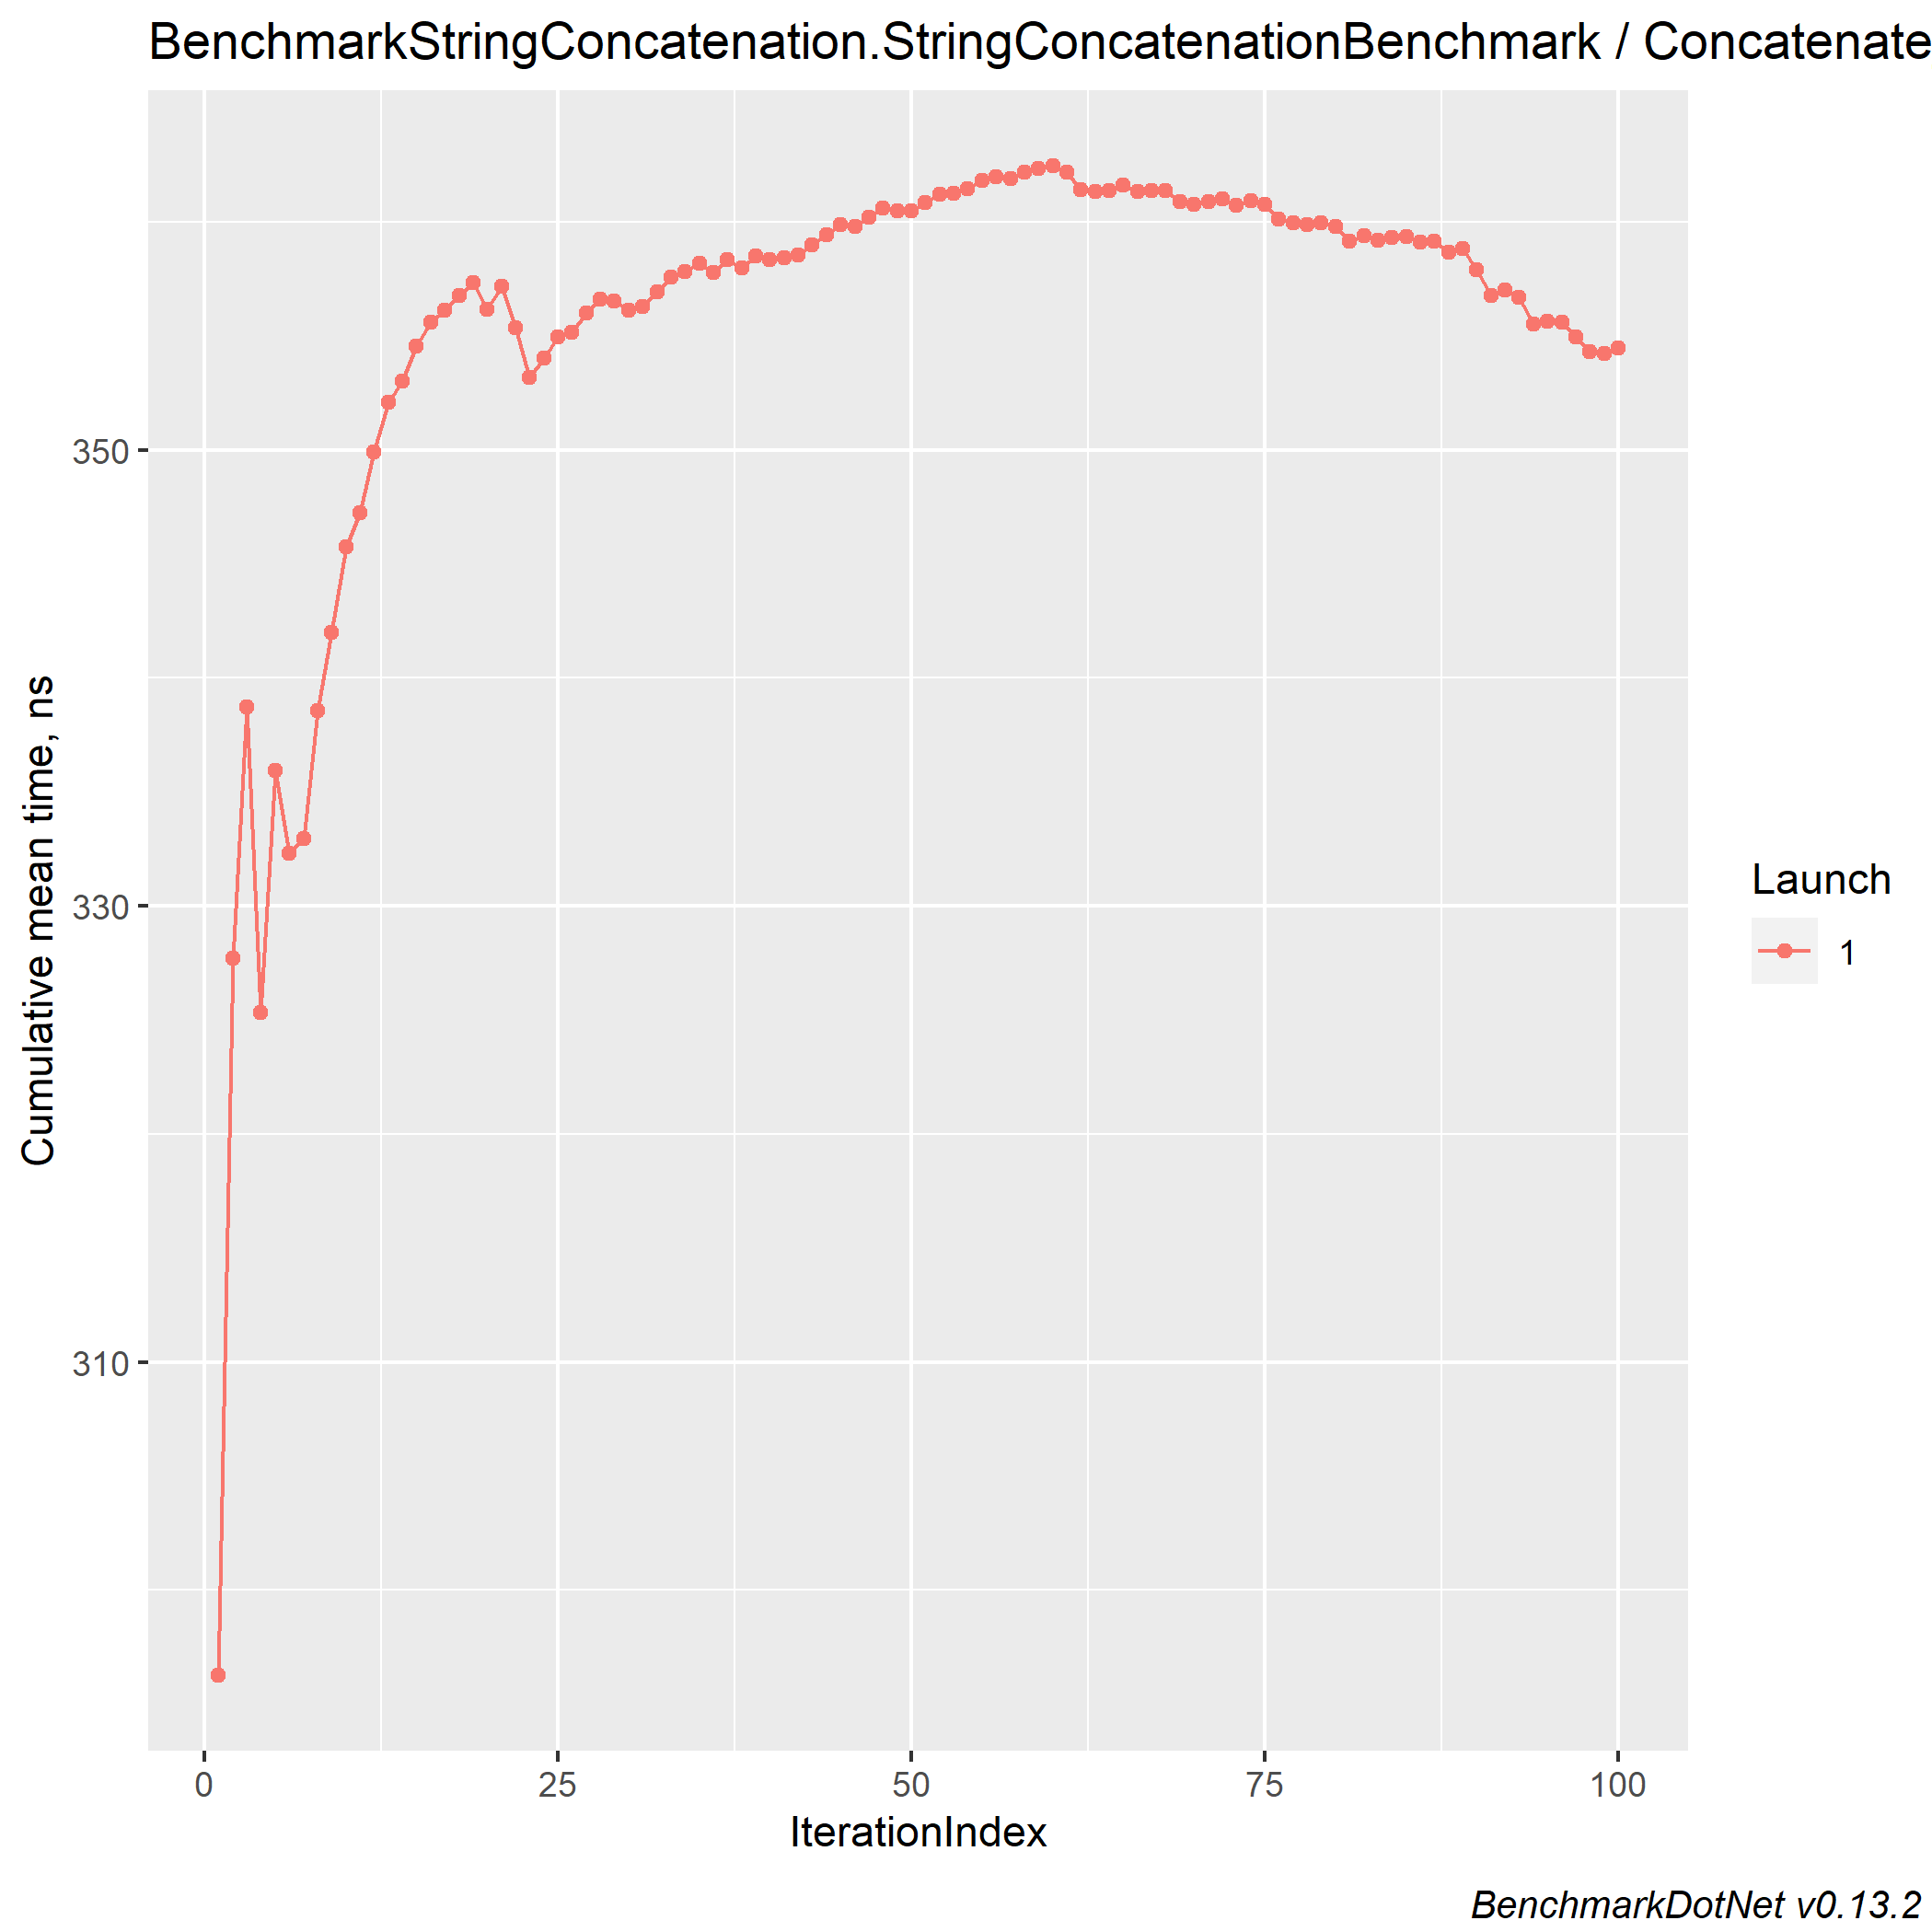 BenchmarkStringConcatenation.StringConcatenationBenchmark / Concatenate
Cumulative mean time, ns
350
330
310
0 25 50 75 100
IterationIndex
Launch
1
BenchmarkDotNet v0.13.2